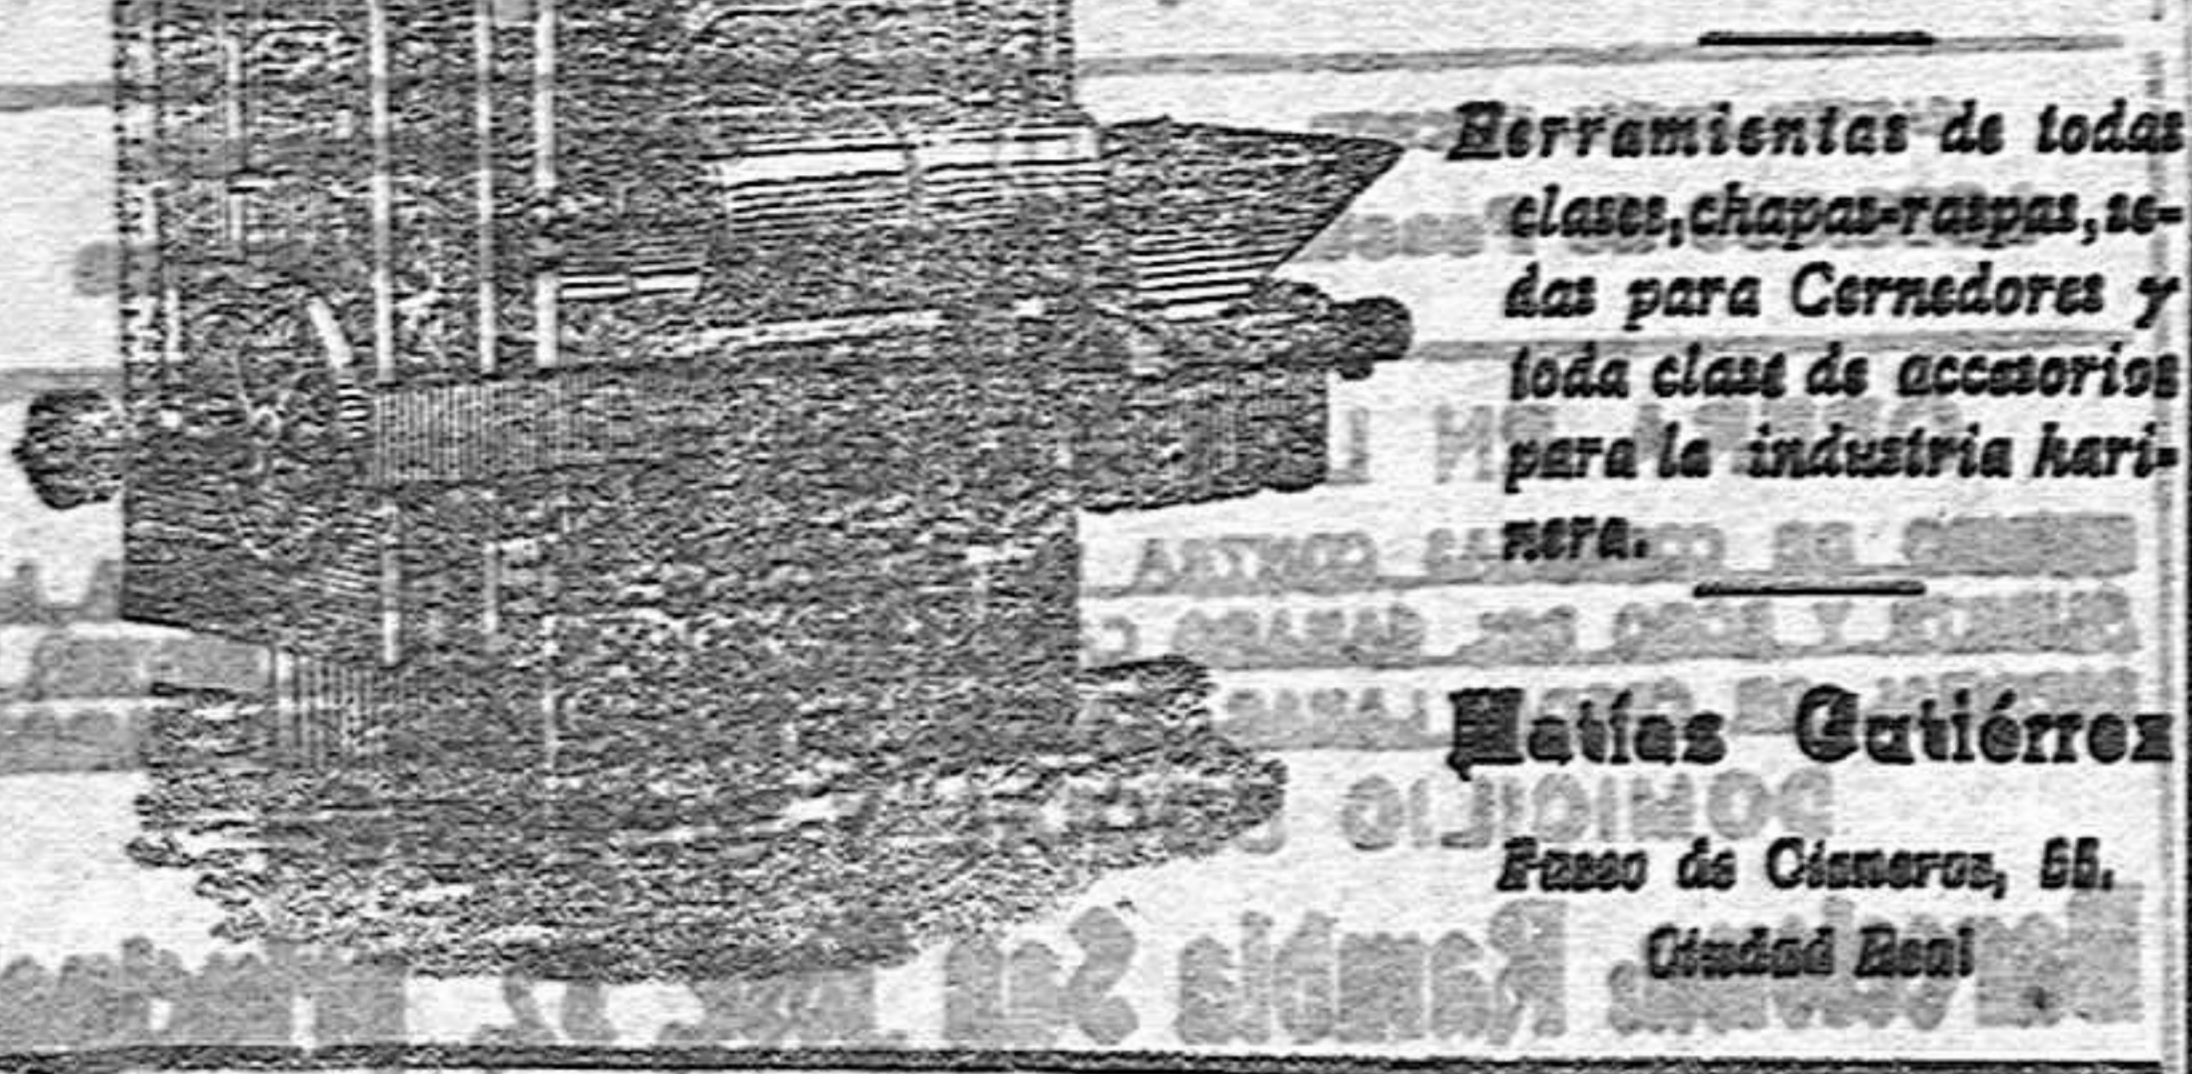 Herramientas de todas
clases, chapas-raspas, se-
das para Cernedores y
toda clase de accesorios
para la industria hari-
nera.
Matías Gutiérrez
Paseo de Cisneros,
Ciudad Real